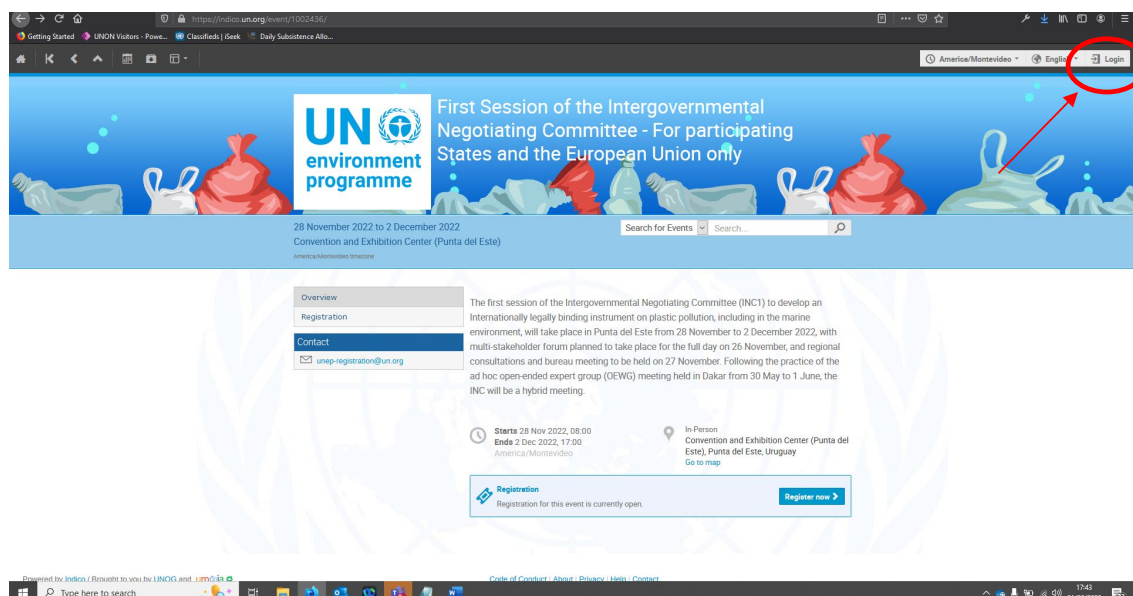 https://indico.un.org/event/1002436/
Getting Started UNON Visitors - Powe... Classifieds | iSeek Daily Subsistence Allo...
America/Montevideo English Login
UN
environment
programme
First Session of the Intergovernmental
Negotiating Committee - For participating
States and the European Union only
28 November 2022 to 2 December 2022
Convention and Exhibition Center (Punta del Este)
America/Montevideo timezone
Search for Events Search...
Overview
Registration
Contact
unep-registration@un.org
The first session of the Intergovernmental Negotiating Committee (INC1) to develop an
Internationally legally binding instrument on plastic pollution, including in the marine
environment, will take place in Punta del Este from 28 November to 2 December 2022, with
multi-stakeholder forum planned to take place for the full day on 26 November, and regional
consultations and bureau meeting to be held on 27 November. Following the practice of the
ad hoc open-ended expert group (OEWG) meeting held in Dakar from 30 May to 1 June, the
INC will be a hybrid meeting.
Starts 28 Nov 2022, 08:00
Ends 2 Dec 2022, 17:00
America/Montevideo
In-Person
Convention and Exhibition Center (Punta del
Este), Punta del Este, Uruguay
Go to map
Registration
Registration for this event is currently open.
Register now
Powered by Indico / Brought to you by UNOG and umoja
Code of Conduct | About | Privacy | Help | Contact
Type here to search
17:43